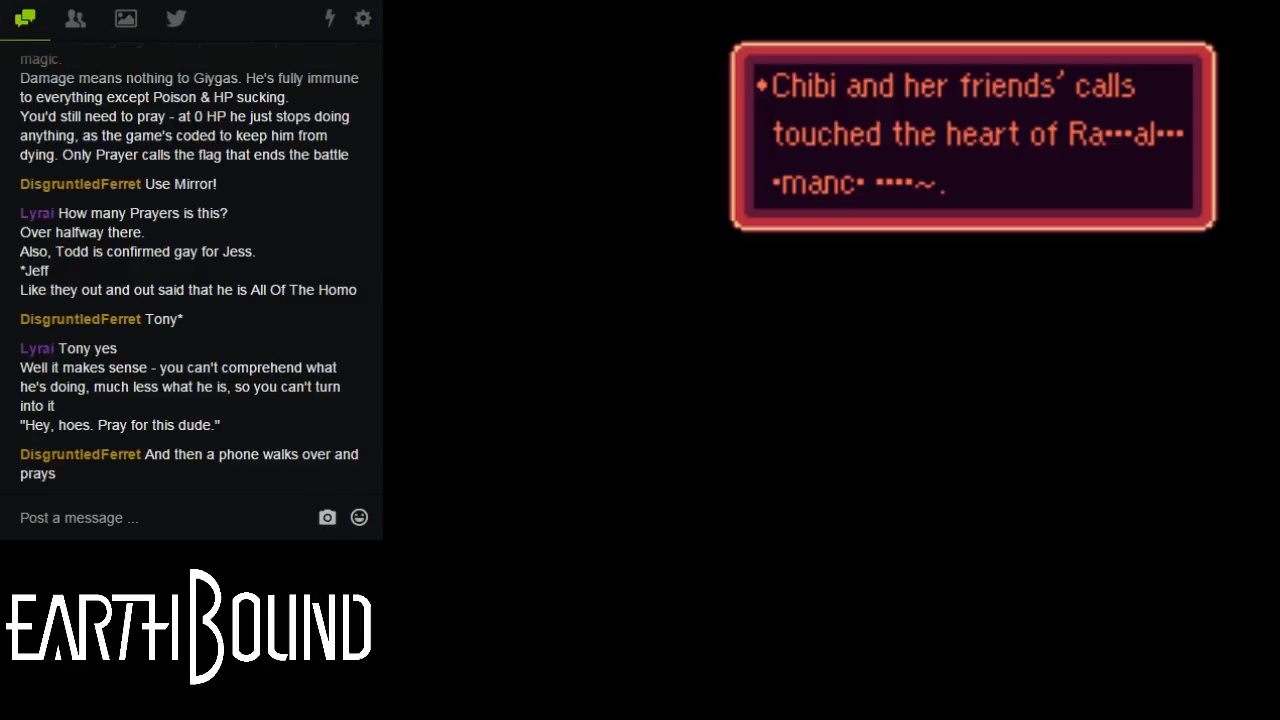 magic.
Damage means nothing to Giygas. He's fully immune
to everything except Poison & HP sucking.
You'd still need to pray - at 0 HP he just stops doing
anything, as the game's coded to keep him from
dying. Only Prayer calls the flag that ends the battle
DisgruntledFerret Use Mirror!
Lyrai How many Prayers is this?
Over halfway there.
Also, Todd is confirmed gay for Jess.
*Jeff
Like they out and out said that he is All Of The Homo
DisgruntledFerret Tony*
Lyrai Tony yes
Well it makes sense - you can't comprehend what
he's doing, much less what he is, so you can't turn
into it
"Hey, hoes. Pray for this dude."
DisgruntledFerret And then a phone walks over and
prays
Post a message ...
EARTHBOUND
Chibi and her friends' calls
touched the heart of Ra•••al•••
•manc• ••••~.